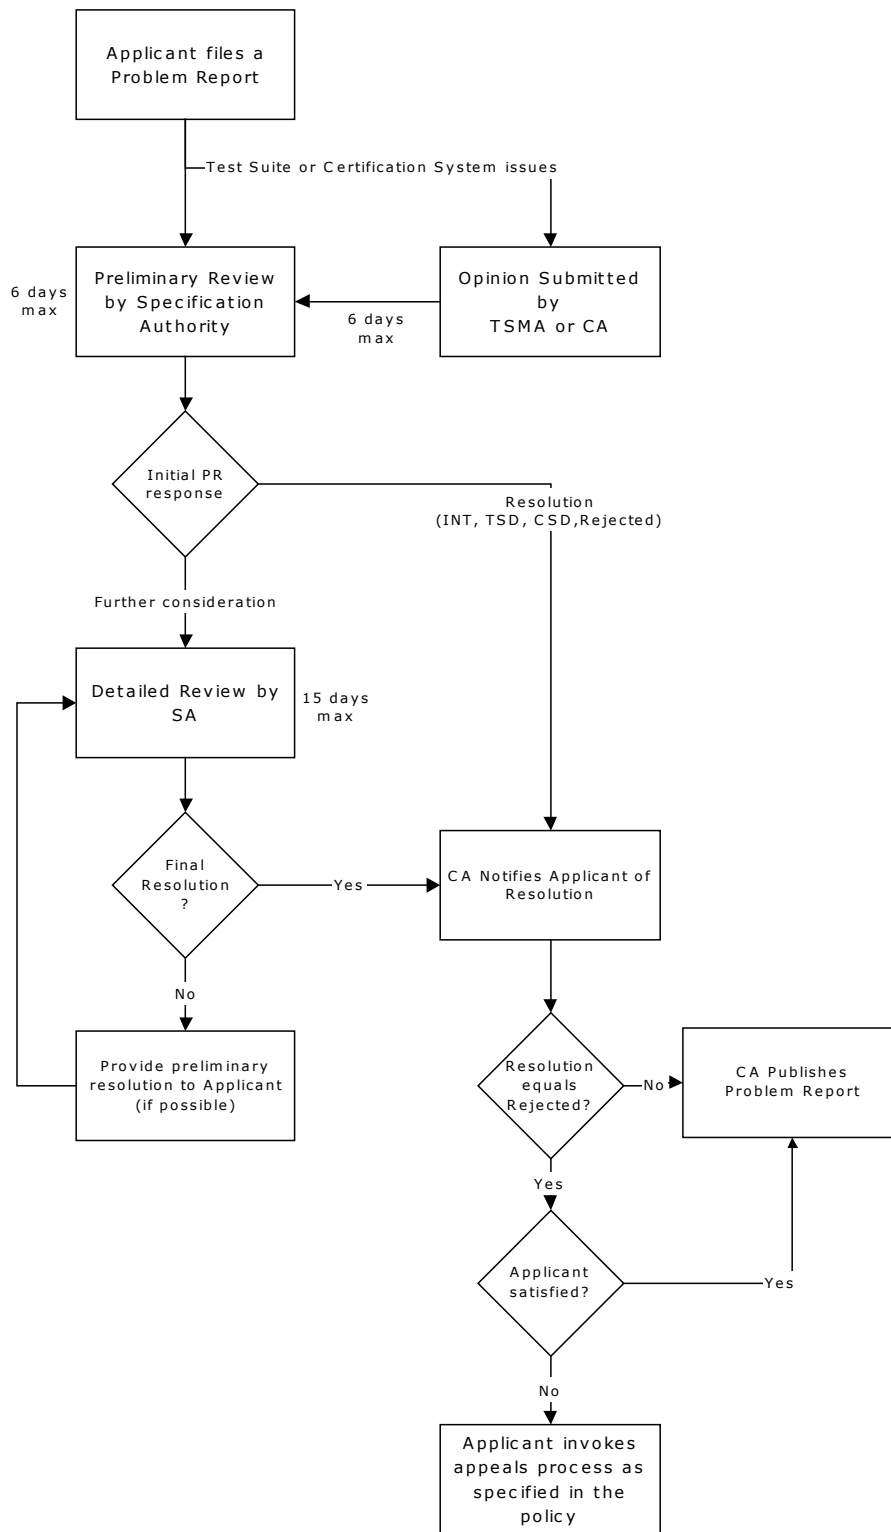 Applicant files a
Problem Report
Test Suite or Certification System issues
6 days
max
Preliminary Review
by Specification
Authority
6 days
max
Opinion Submitted
by
TSMA or CA
Initial PR
response
Resolution
(INT, TSD, CSD,Rejected)
Further consideration
Detailed Review by
SA
15 days
max
Final
Resolution
?
Yes
CA Notifies Applicant of
Resolution
No
Provide preliminary
resolution to Applicant
(if possible)
Resolution
equals
Rejected?
No
CA Publishes
Problem Report
Yes
Applicant
satisfied?
Yes
No
Applicant invokes
appeals process as
specified in the
policy